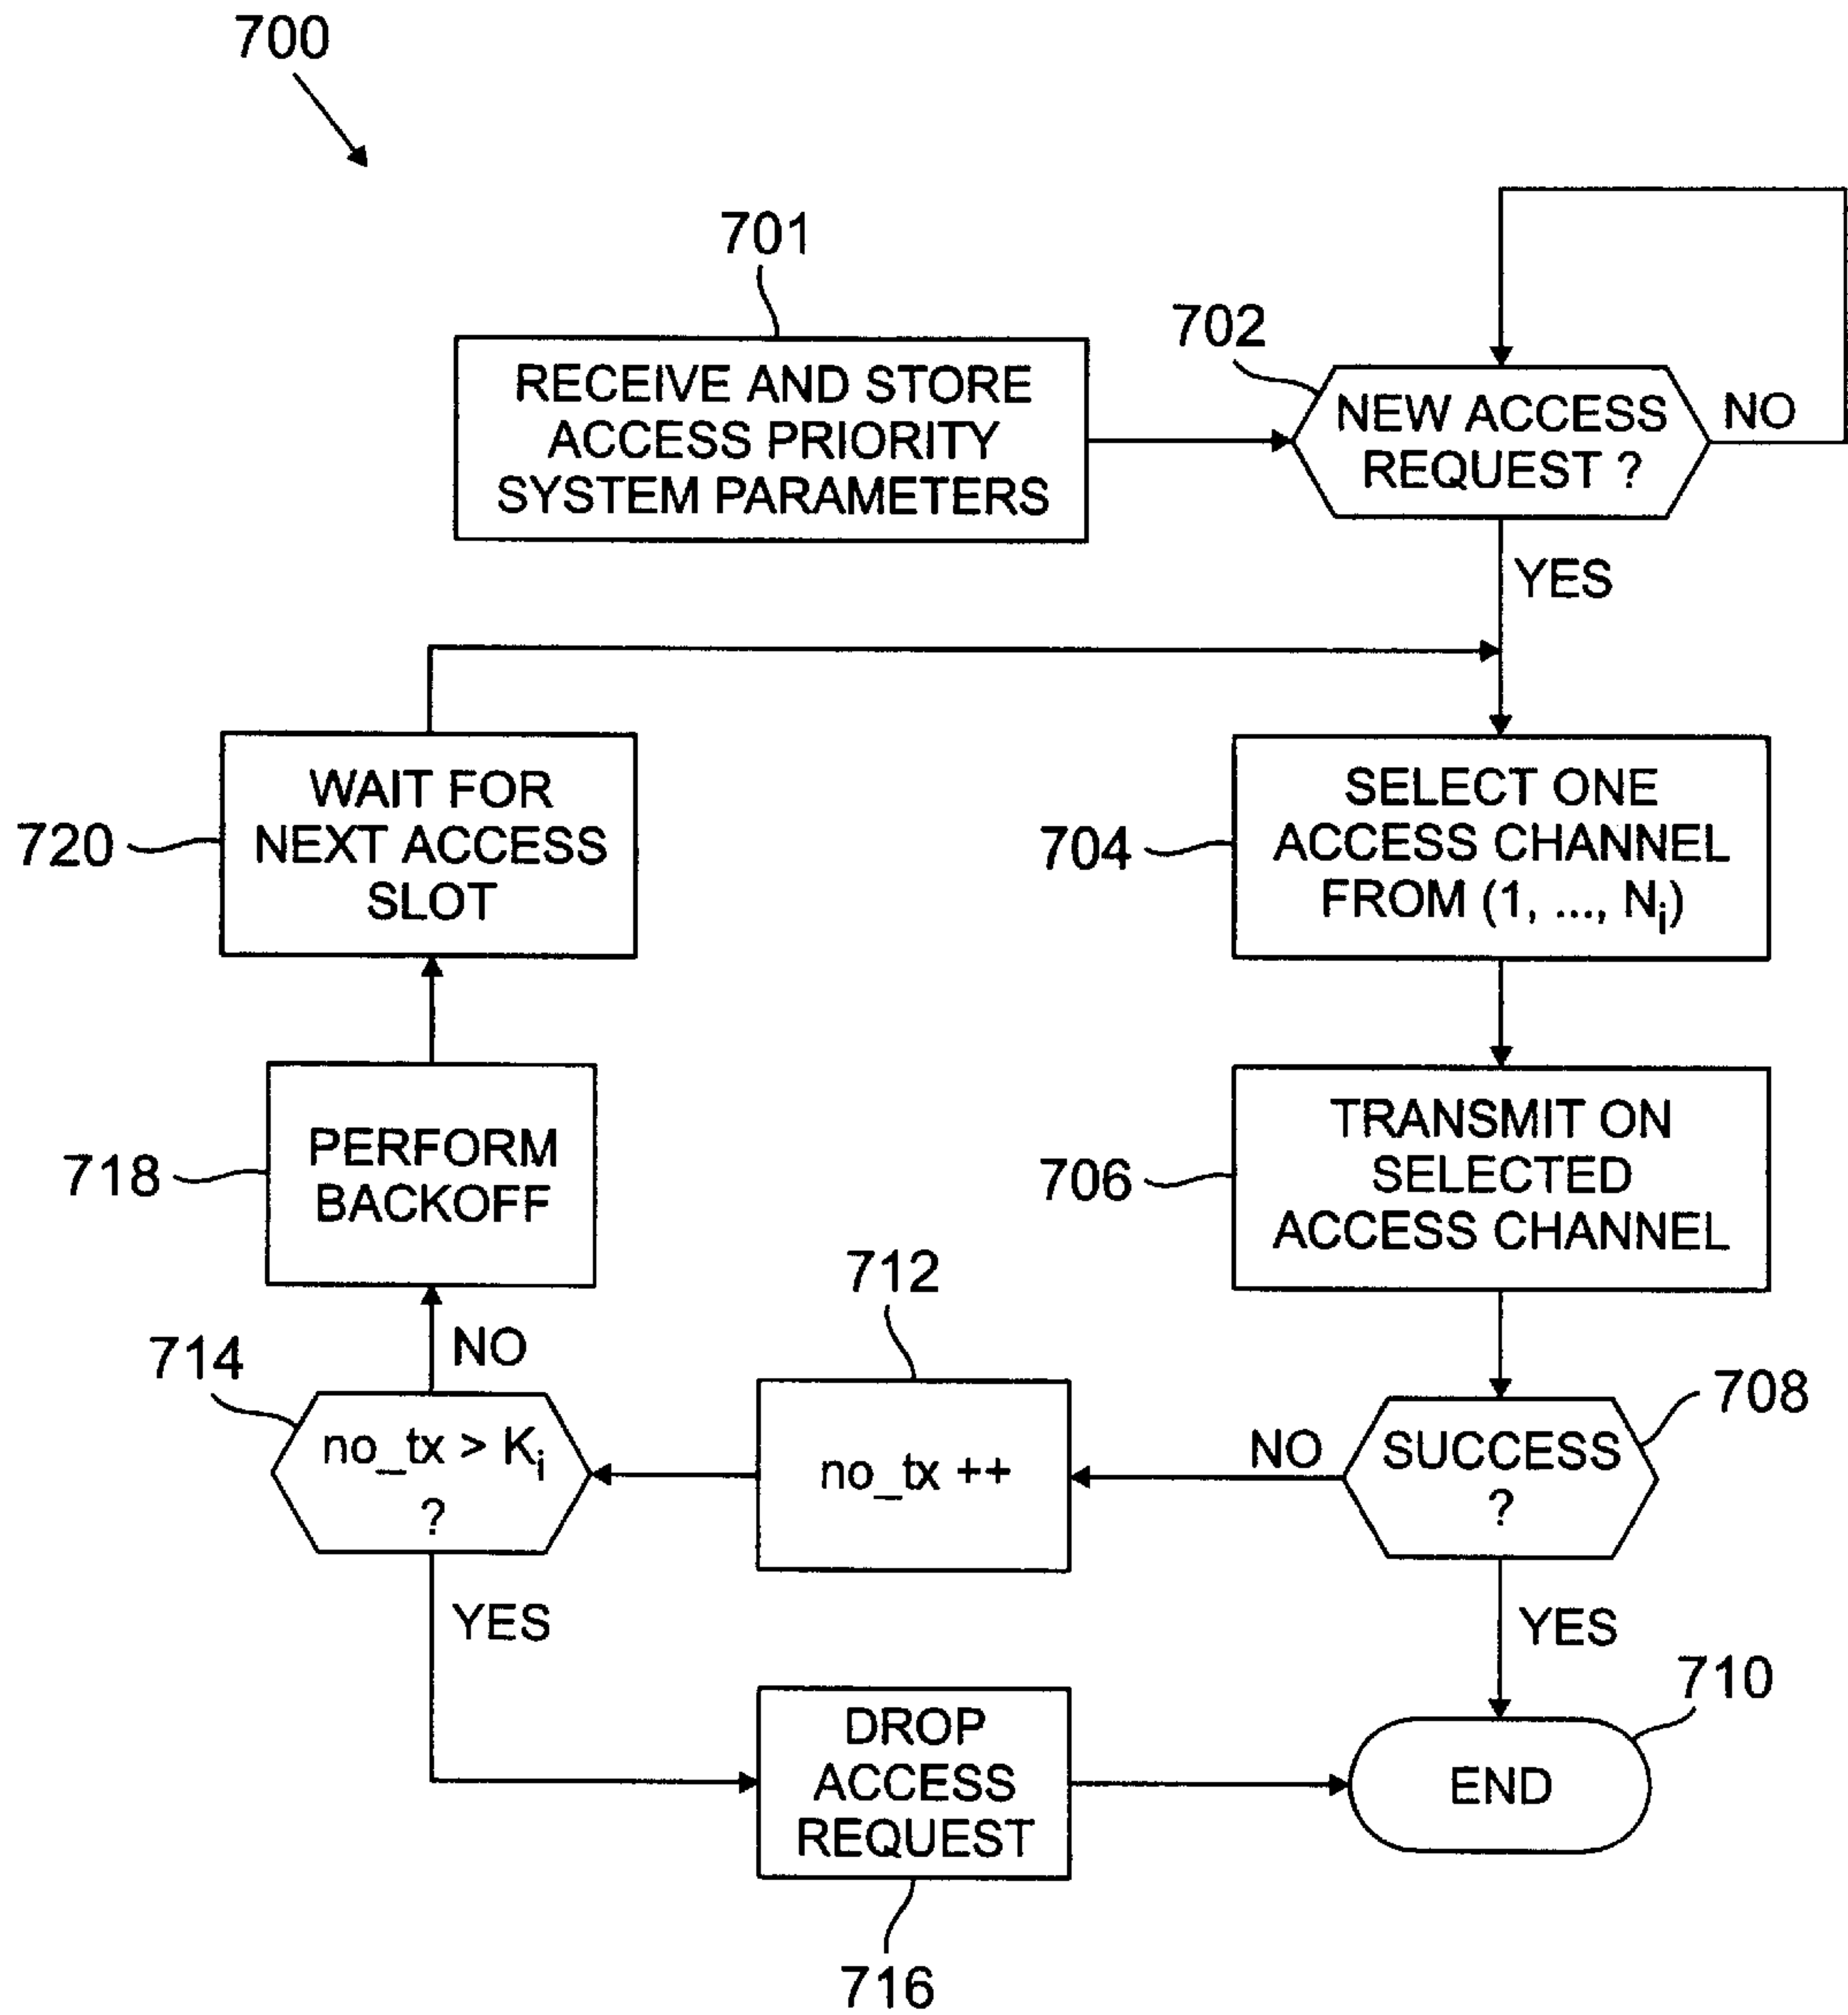 700
701
RECEIVE AND STORE
ACCESS PRIORITY
SYSTEM PARAMETERS
702
NEW ACCESS
REQUEST ?
NO
YES
720
WAIT FOR
NEXT ACCESS
SLOT
704
SELECT ONE
ACCESS CHANNEL
FROM (1, ..., Nᵢ)
718
PERFORM
BACKOFF
706
TRANSMIT ON
SELECTED
ACCESS CHANNEL
714
NO
no_tx > Kᵢ
?
712
no_tx ++
NO
708
SUCCESS
?
YES
YES
DROP
ACCESS
REQUEST
716
710
END